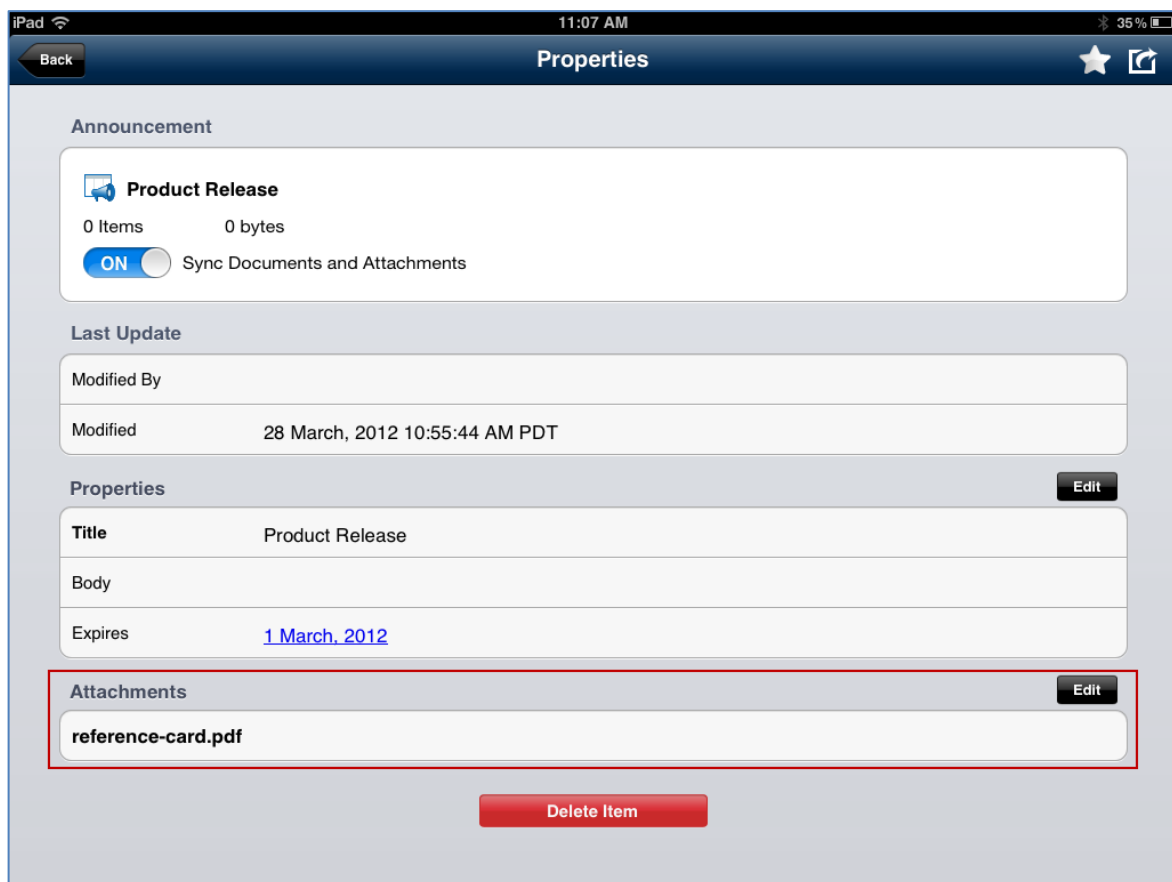 iPad 11:07 AM 35%
Back Properties
Announcement
Product Release
0 Items 0 bytes
ON Sync Documents and Attachments
Last Update
Modified By
Modified 28 March, 2012 10:55:44 AM PDT
Properties Edit
Title Product Release
Body
Expires 1 March, 2012
Attachments Edit
reference-card.pdf
Delete Item